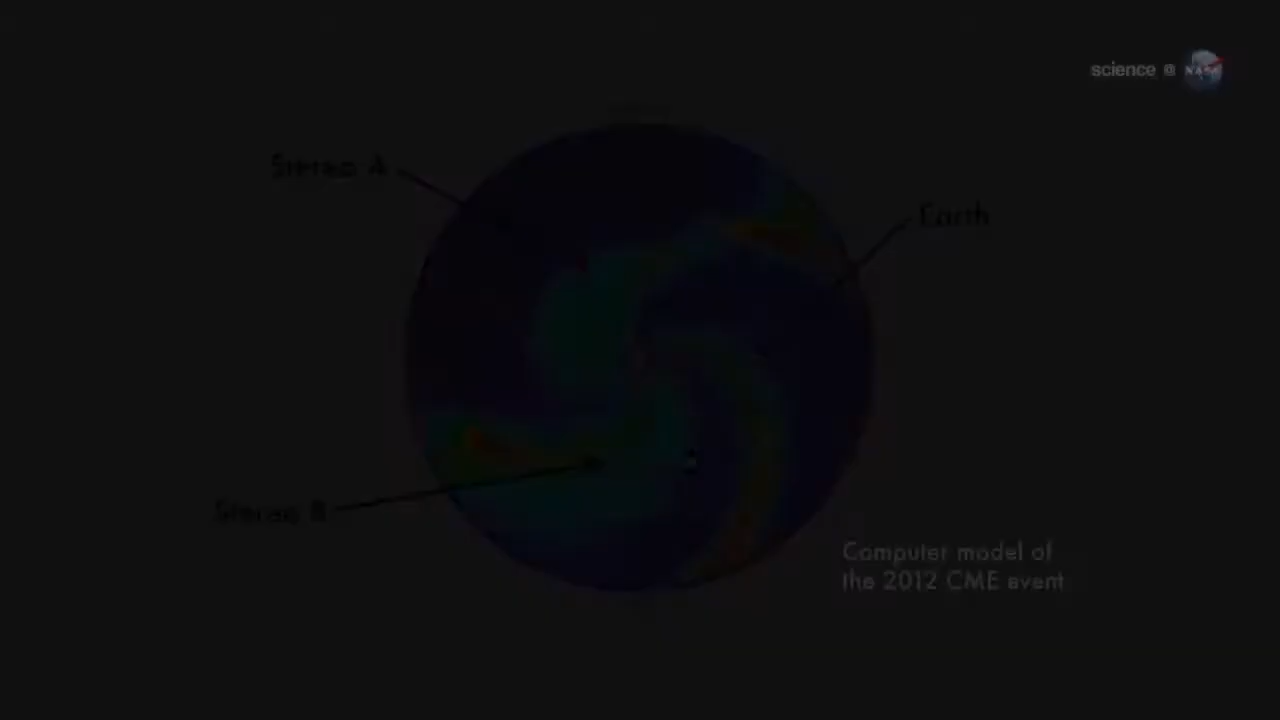 science @ NASA
Stereo A
Earth
Stereo B
Computer model of
the 2012 CME event